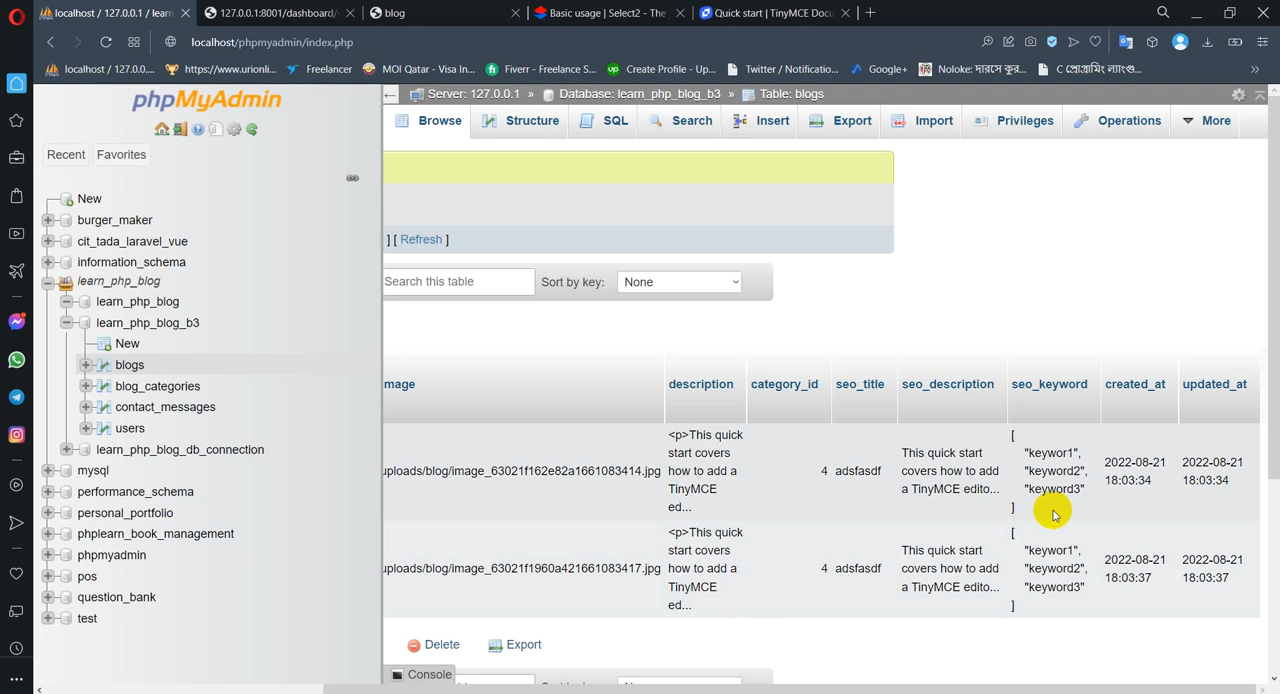 localhost / 127.0.0.1 / learn
127.0.0.1:8001/dashboard/
blog
Basic usage | Select2 - The
Quick start | TinyMCE Docu
localhost/phpmyadmin/index.php
localhost / 127.0.0....
https://www.urionli...
Freelancer
MOI Qatar - Visa In...
Fiverr - Freelance S...
Create Profile - Up...
Twitter / Notificatio...
Google+
Noloke: দারসে কুর...
C প্রোগ্রামিং ল্যাংগু...
phpMyAdmin
Recent Favorites
New
burger_maker
cit_tada_laravel_vue
information_schema
learn_php_blog
learn_php_blog
learn_php_blog_b3
New
blogs
blog_categories
contact_messages
users
learn_php_blog_db_connection
mysql
performance_schema
personal_portfolio
phplearn_book_management
phpmyadmin
pos
question_bank
test
Server: 127.0.0.1 » Database: learn_php_blog_b3 » Table: blogs
Browse Structure SQL Search Insert Export Import Privileges Operations More
] [ Refresh ]
Search this table Sort by key: None
mage description category_id seo_title seo_description seo_keyword created_at updated_at
uploads/blog/image_63021f162e82a1661083414.jpg
<p>This quick
start covers
how to add a
TinyMCE
ed...
4 adsfasdf
This quick start
covers how to add
a TinyMCE edito...
[
"keywor1",
"keyword2",
"keyword3"
]
2022-08-21
18:03:34
2022-08-21
18:03:34
uploads/blog/image_63021f1960a421661083417.jpg
<p>This quick
start covers
how to add a
TinyMCE
ed...
4 adsfasdf
This quick start
covers how to add
a TinyMCE edito...
[
"keywor1",
"keyword2",
"keyword3"
]
2022-08-21
18:03:37
2022-08-21
18:03:37
Delete Export
Console